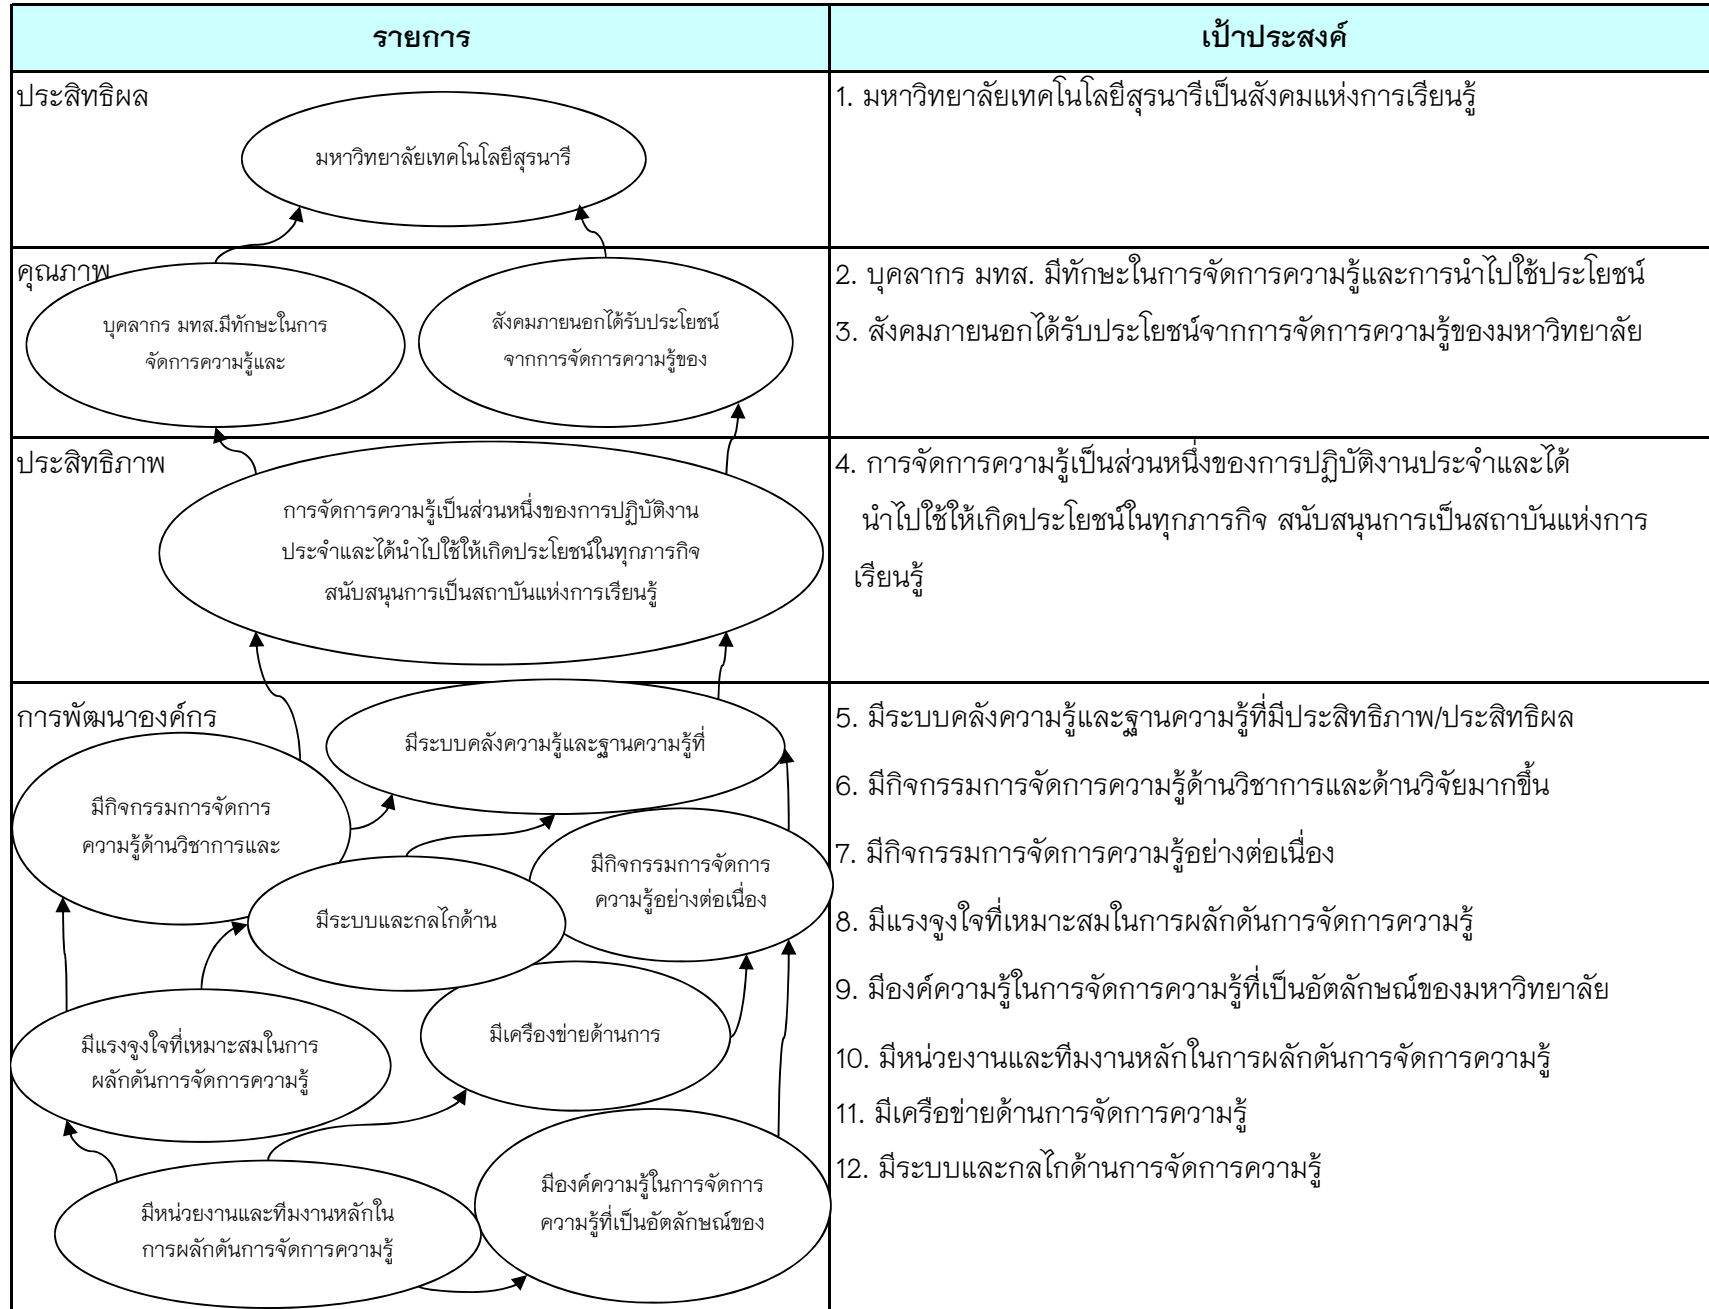 รายการ
เป้าประสงค์
ประสิทธิผล
มหาวิทยาลัยเทคโนโลยีสุรนารี
1. มหาวิทยาลัยเทคโนโลยีสุรนารีเป็นสังคมแห่งการเรียนรู้
คุณภาพ
บุคลากร มทส.มีทักษะในการ
จัดการความรู้และ
สังคมภายนอกได้รับประโยชน์
จากการจัดการความรู้ของ
2. บุคลากร มทส. มีทักษะในการจัดการความรู้และการนำไปใช้ประโยชน์
3. สังคมภายนอกได้รับประโยชน์จากการจัดการความรู้ของมหาวิทยาลัย
ประสิทธิภาพ
การจัดการความรู้เป็นส่วนหนึ่งของการปฏิบัติงาน
ประจำและได้นำไปใช้ให้เกิดประโยชน์ในทุกภารกิจ
สนับสนุนการเป็นสถาบันแห่งการเรียนรู้
4. การจัดการความรู้เป็นส่วนหนึ่งของการปฏิบัติงานประจำและได้
นำไปใช้ให้เกิดประโยชน์ในทุกภารกิจ สนับสนุนการเป็นสถาบันแห่งการ
เรียนรู้
การพัฒนาองค์กร
มีระบบคลังความรู้และฐานความรู้ที่
มีกิจกรรมการจัดการ
ความรู้ด้านวิชาการและ
มีกิจกรรมการจัดการ
ความรู้อย่างต่อเนื่อง
มีระบบและกลไกด้าน
มีเครืองข่ายด้านการ
มีแรงจูงใจที่เหมาะสมในการ
ผลักดันการจัดการความรู้
มีองค์ความรู้ในการจัดการ
ความรู้ที่เป็นอัตลักษณ์ของ
มีหน่วยงานและทีมงานหลักใน
การผลักดันการจัดการความรู้
5. มีระบบคลังความรู้และฐานความรู้ที่มีประสิทธิภาพ/ประสิทธิผล
6. มีกิจกรรมการจัดการความรู้ด้านวิชาการและด้านวิจัยมากขึ้น
7. มีกิจกรรมการจัดการความรู้อย่างต่อเนื่อง
8. มีแรงจูงใจที่เหมาะสมในการผลักดันการจัดการความรู้
9. มีองค์ความรู้ในการจัดการความรู้ที่เป็นอัตลักษณ์ของมหาวิทยาลัย
10. มีหน่วยงานและทีมงานหลักในการผลักดันการจัดการความรู้
11. มีเครือข่ายด้านการจัดการความรู้
12. มีระบบและกลไกด้านการจัดการความรู้